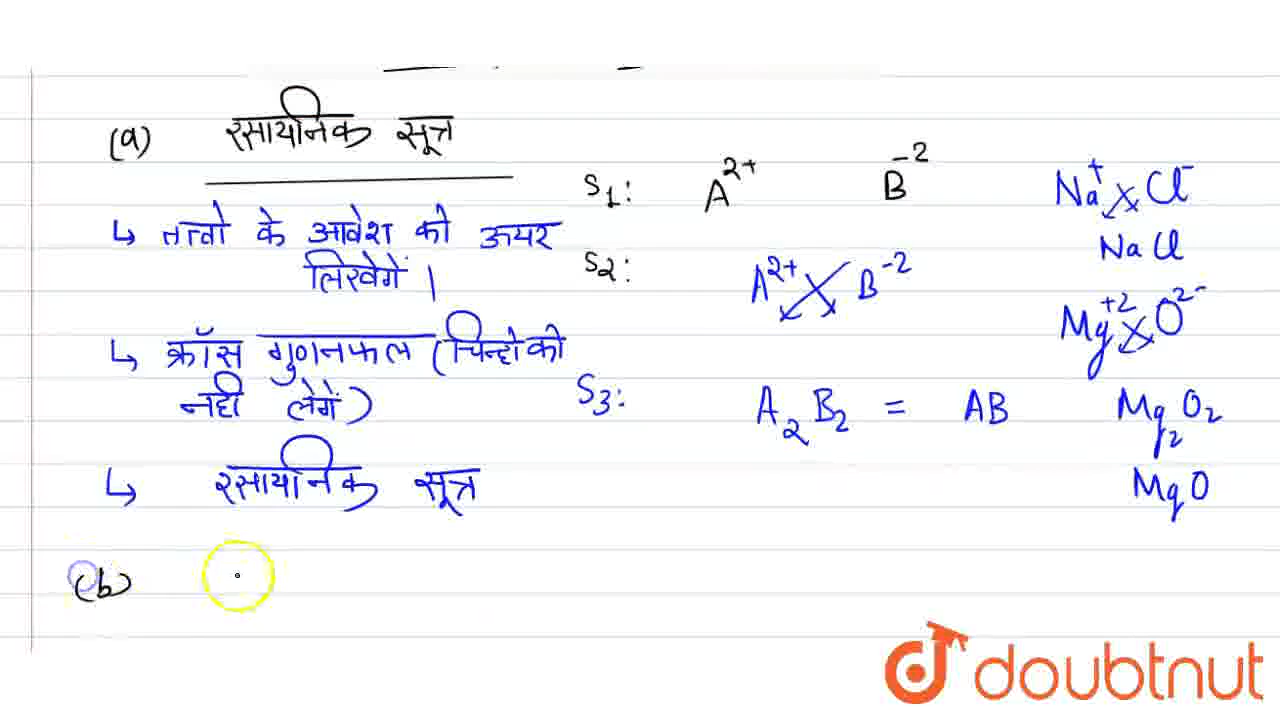 (a) रसायनिक सूत्र
↳ तत्वो के आवेश को ऊपर
लिखेगें ।
↳ क्रॉस गुणनफल (चिन्हो को
नही लेगें)
↳ रसायनिक सूत्र
(b)
S1: A²⁺ B⁻²
S2: A²⁺ B⁻²
S3: A₂B₂ = AB
Na⁺ Cl⁻
NaCl
Mg⁺² O²⁻
Mg₂O₂
MgO
doubtnut